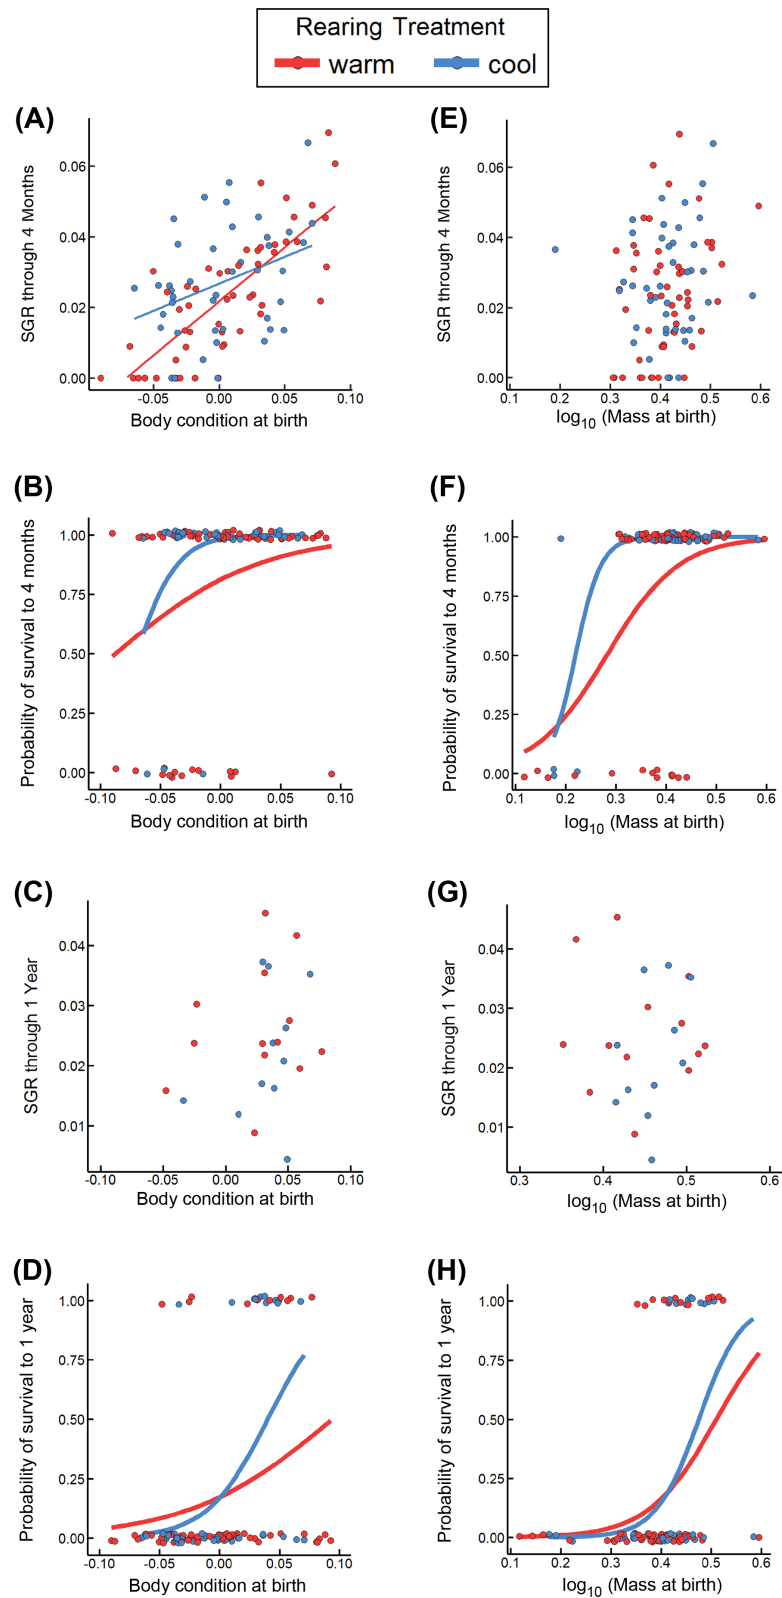 Rearing Treatment
warm cool
(A)
SGR through 4 Months
0.06
0.04
0.02
0.00
-0.05 0.00 0.05 0.10
Body condition at birth
(E)
SGR through 4 Months
0.06
0.04
0.02
0.00
0.1 0.2 0.3 0.4 0.5 0.6
log10 (Mass at birth)
(B)
Probability of survival to 4 months
1.00
0.75
0.50
0.25
0.00
-0.10 -0.05 0.00 0.05 0.10
Body condition at birth
(F)
Probability of survival to 4 months
1.00
0.75
0.50
0.25
0.00
0.1 0.2 0.3 0.4 0.5 0.6
log10 (Mass at birth)
(C)
SGR through 1 Year
0.04
0.03
0.02
0.01
-0.10 -0.05 0.00 0.05 0.10
Body condition at birth
(G)
SGR through 1 Year
0.04
0.03
0.02
0.01
0.3 0.4 0.5 0.6
log10 (Mass at birth)
(D)
Probability of survival to 1 year
1.00
0.75
0.50
0.25
0.00
-0.10 -0.05 0.00 0.05 0.10
Body condition at birth
(H)
Probability of survival to 1 year
1.00
0.75
0.50
0.25
0.00
0.1 0.2 0.3 0.4 0.5 0.6
log10 (Mass at birth)